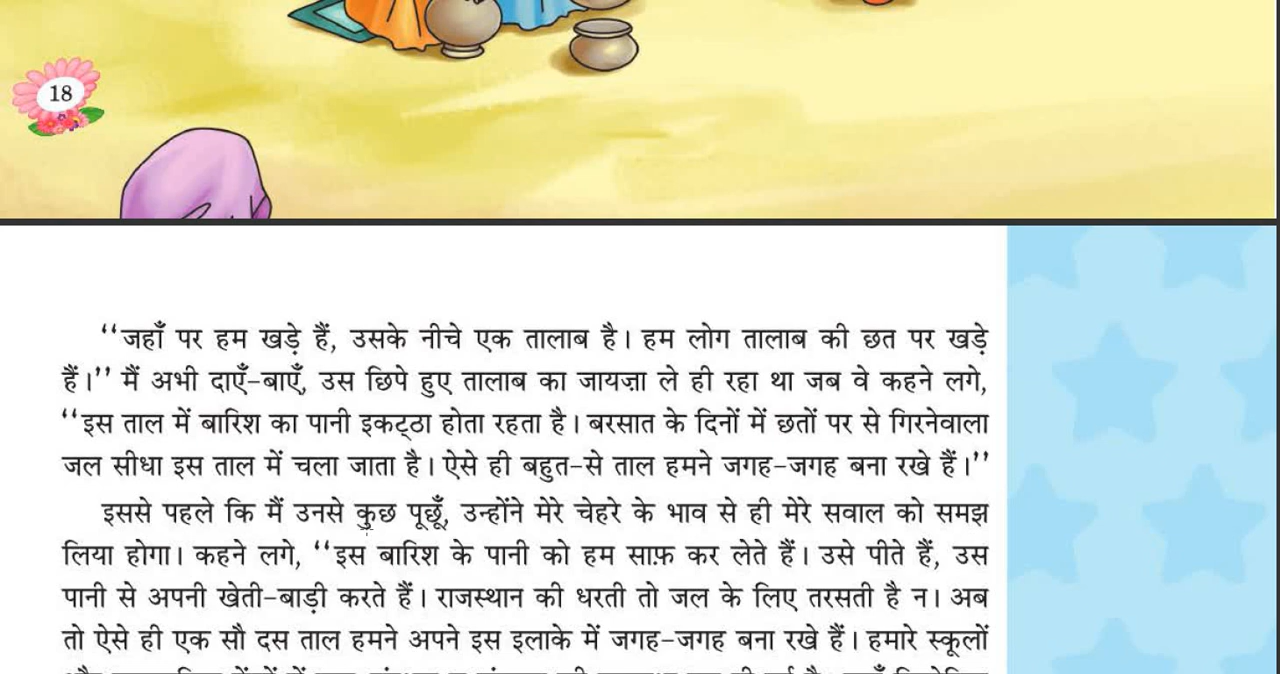 18
‘‘जहाँ पर हम खड़े हैं, उसके नीचे एक तालाब है। हम लोग तालाब की छत पर खड़े
हैं।’’ मैं अभी दाएँ-बाएँ, उस छिपे हुए तालाब का जायज़ा ले ही रहा था जब वे कहने लगे,
‘‘इस ताल में बारिश का पानी इकट्ठा होता रहता है। बरसात के दिनों में छतों पर से गिरनेवाला
जल सीधा इस ताल में चला जाता है। ऐसे ही बहुत-से ताल हमने जगह-जगह बना रखे हैं।’’
इससे पहले कि मैं उनसे कुछ पूछूँ, उन्होंने मेरे चेहरे के भाव से ही मेरे सवाल को समझ
लिया होगा। कहने लगे, ‘‘इस बारिश के पानी को हम साफ़ कर लेते हैं। उसे पीते हैं, उस
पानी से अपनी खेती-बाड़ी करते हैं। राजस्थान की धरती तो जल के लिए तरसती है न। अब
तो ऐसे ही एक सौ दस ताल हमने अपने इस इलाके में जगह-जगह बना रखे हैं। हमारे स्कूलों